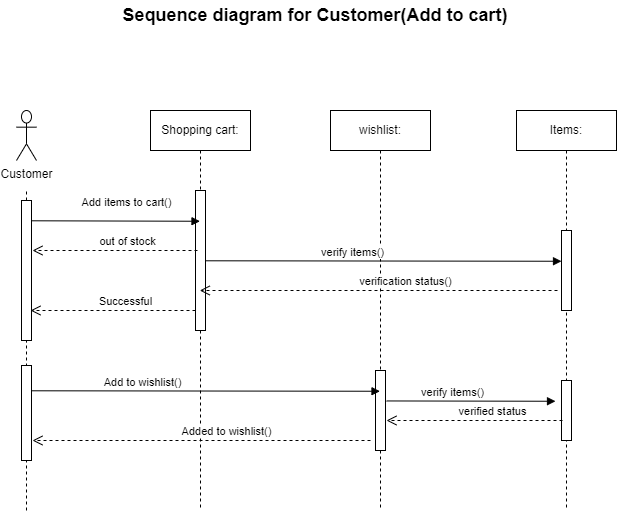 Sequence diagram for Customer(Add to cart)
Shopping cart:
wishlist:
Items:
Customer
Add items to cart()
out of stock
verify items()
verification status()
Successful
Add to wishlist()
verify items()
verified status
Added to wishlist()